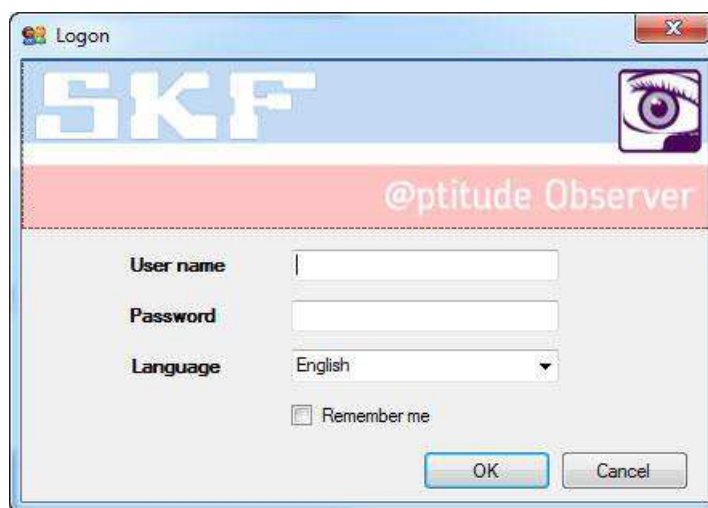 Logon
SKF
@ptitude Observer
User name
Password
Language English
Remember me
OK Cancel